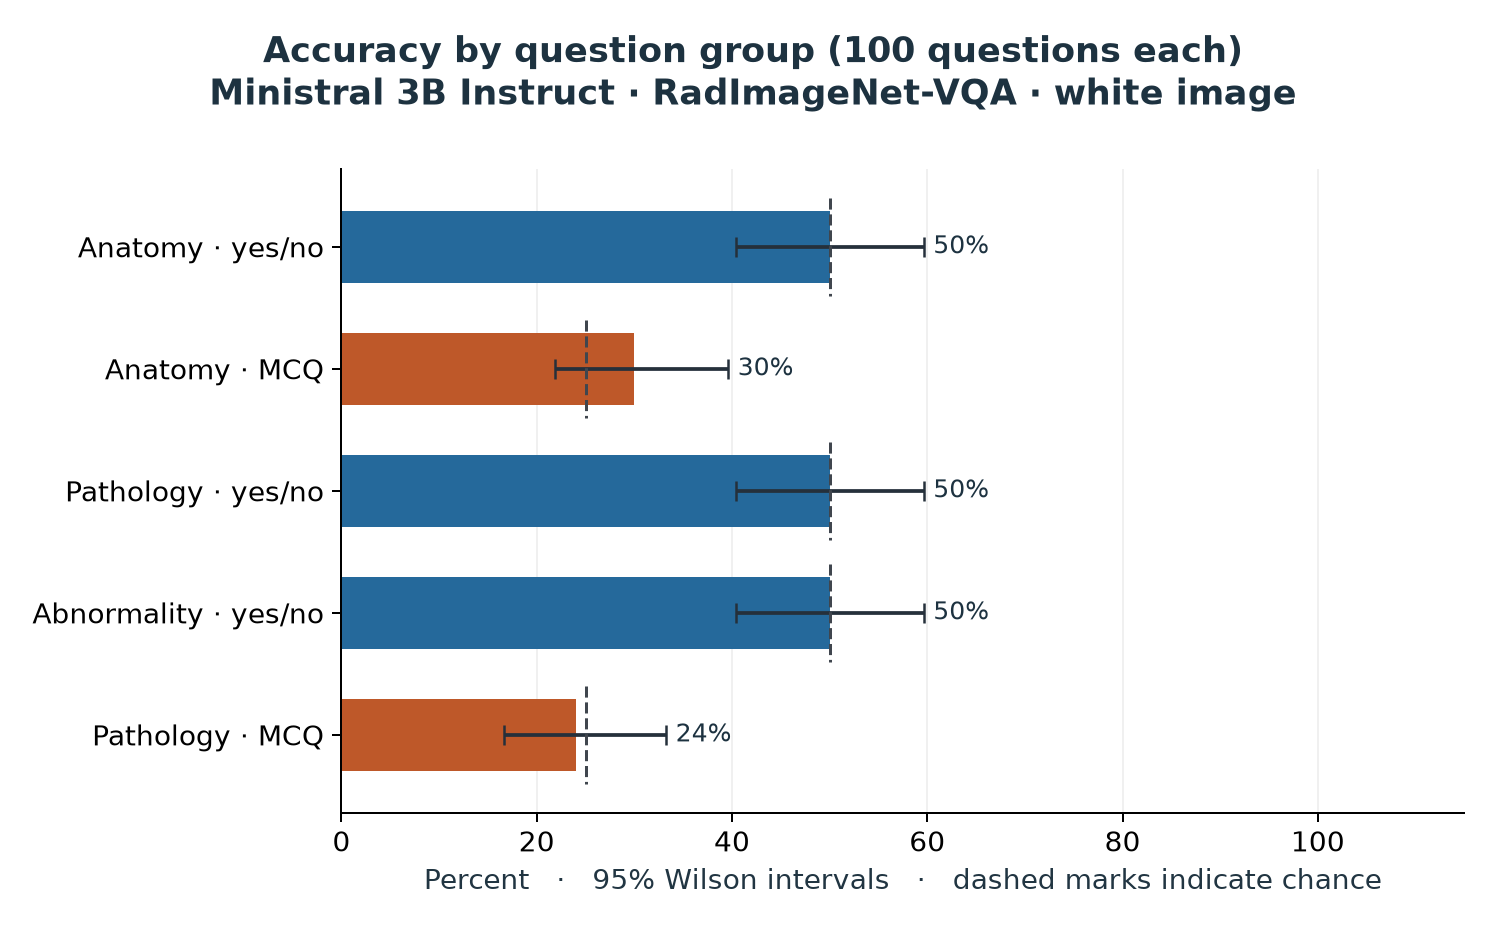 Accuracy by question group (100 questions each)
Ministral 3B Instruct · RadImageNet-VQA · white image
Anatomy · yes/no
50%
Anatomy · MCQ
30%
Pathology · yes/no
50%
Abnormality · yes/no
50%
Pathology · MCQ
24%
0 20 40 60 80 100
Percent · 95% Wilson intervals · dashed marks indicate chance